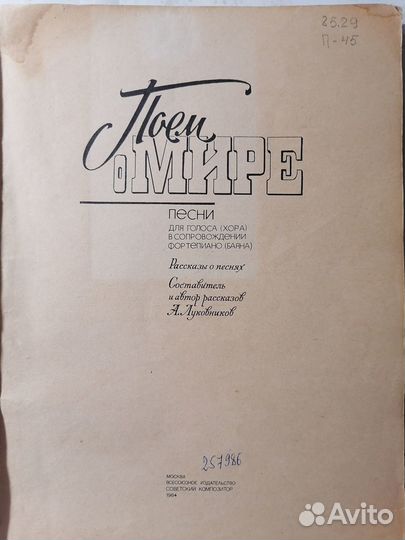 85.29
П-45
Поем
о МИРЕ
ПЕСНИ
ДЛЯ ГОЛОСА (ХОРА)
В СОПРОВОЖДЕНИИ
ФОРТЕПИАНО (БАЯНА)
Рассказы о песнях
Составитель
и автор рассказов
А. Луковников
257986
МОСКВА
ВСЕСОЮЗНОЕ ИЗДАТЕЛЬСТВО
СОВЕТСКИЙ КОМПОЗИТОР
1984
Avito